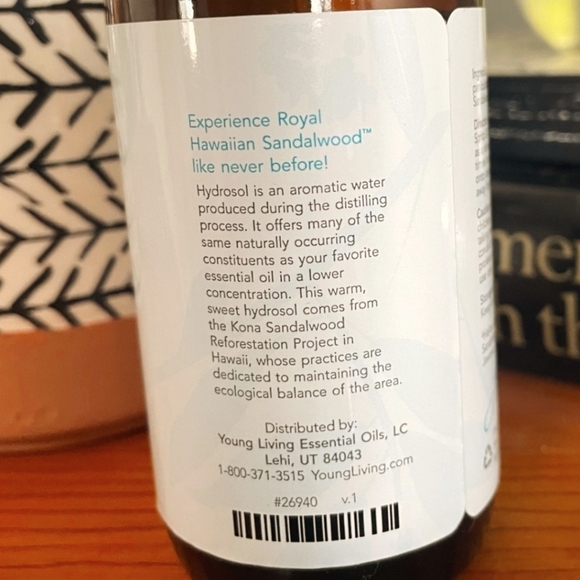 Experience Royal
Hawaiian Sandalwood™
like never before!
Hydrosol is an aromatic water
produced during the distilling
process. It offers many of the
same naturally occurring
constituents as your favorite
essential oil in a lower
concentration. This warm,
sweet hydrosol comes from
the Kona Sandalwood
Reforestation Project in
Hawaii, whose practices are
dedicated to maintaining the
ecological balance of the area.
Distributed by:
Young Living Essential Oils, LC
Lehi, UT 84043
1-800-371-3515 YoungLiving.com
#26940 v.1